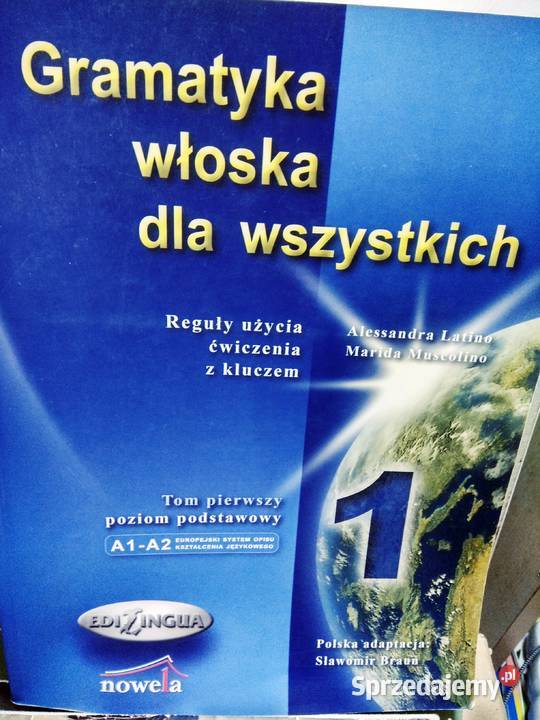 Gramatyka
włoska
dla wszystkich
Reguły użycia
ćwiczenia
z kluczem
Alessandra Latino
Marida Muscolino
1
Tom pierwszy
poziom podstawowy
A1-A2 EUROPEJSKI SYSTEM OPISU
KSZTAŁCENIA JĘZYKOWEGO
EDILINGUA
nowela
Polska adaptacja:
Sławomir Braun
Sprzedajemy.pl